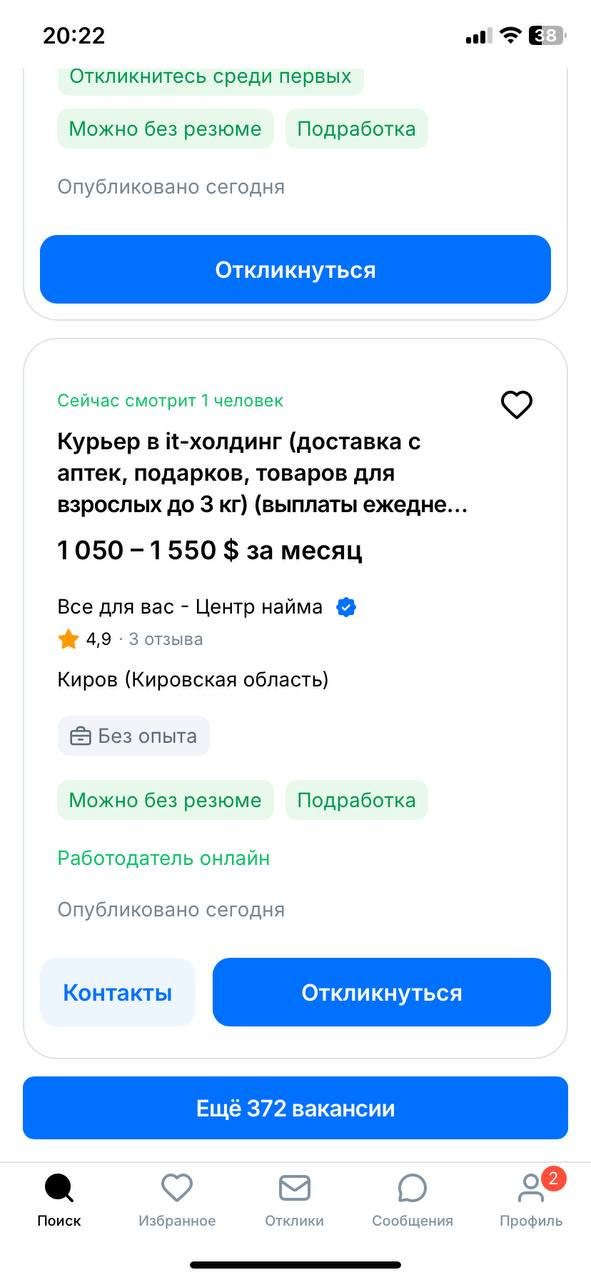 20:22
38
Откликнитесь среди первых
Можно без резюме
Подработка
Опубликовано сегодня
Откликнуться
Сейчас смотрит 1 человек
Курьер в it-холдинг (доставка с
аптек, подарков, товаров для
взрослых до 3 кг) (выплаты ежедне...
1 050 – 1 550 $ за месяц
Все для вас - Центр найма
4,9 · 3 отзыва
Киров (Кировская область)
Без опыта
Можно без резюме
Подработка
Работодатель онлайн
Опубликовано сегодня
Контакты
Откликнуться
Ещё 372 вакансии
2
Поиск
Избранное
Отклики
Сообщения
Профиль